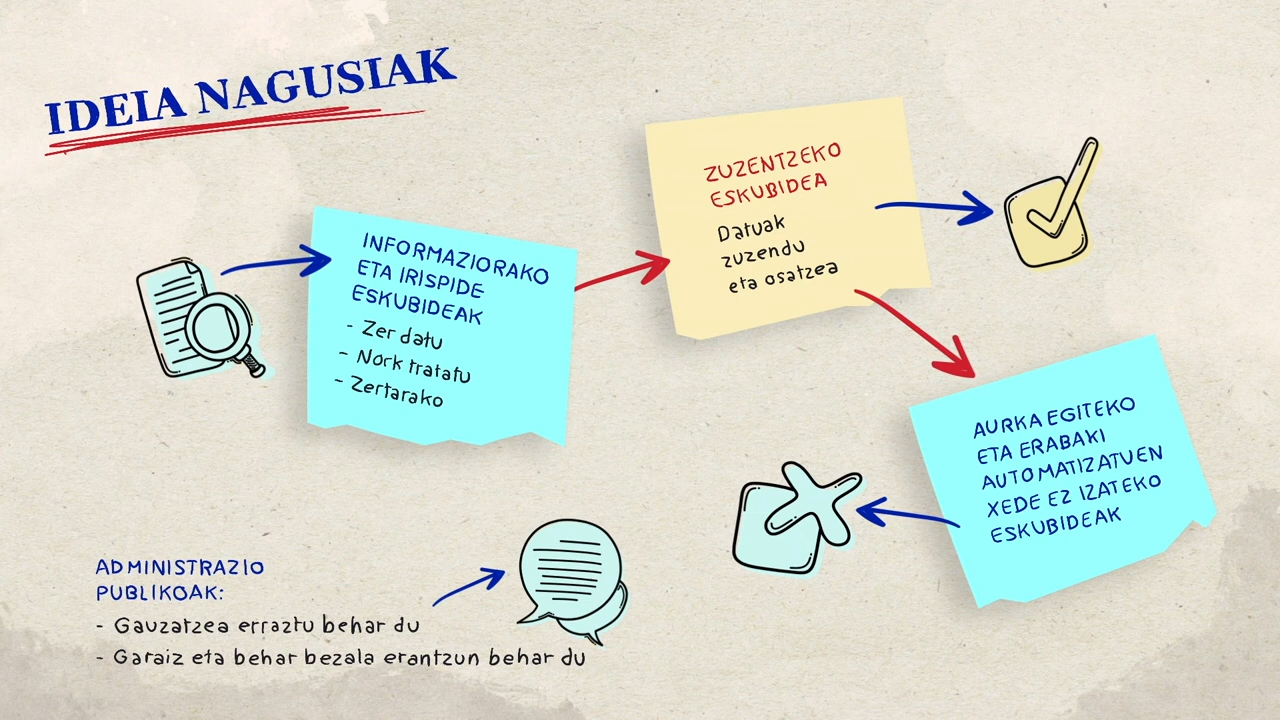 IDEIA NAGUSIAK
INFORMAZIORAKO
ETA IRISPIDE
ESKUBIDEAK
- Zer datu
- Nork tratatu
- Zertarako
ZUZENTZEKO
ESKUBIDEA
Datuak
zuzendu
eta osatzea
AURKA EGITEKO
ETA ERABAKI
AUTOMATIZATUEN
XEDE EZ IZATEKO
ESKUBIDEAK
ADMINISTRAZIO
PUBLIKOAK:
- Gauzatzea erraztu behar du
- Garaiz eta behar bezala erantzun behar du